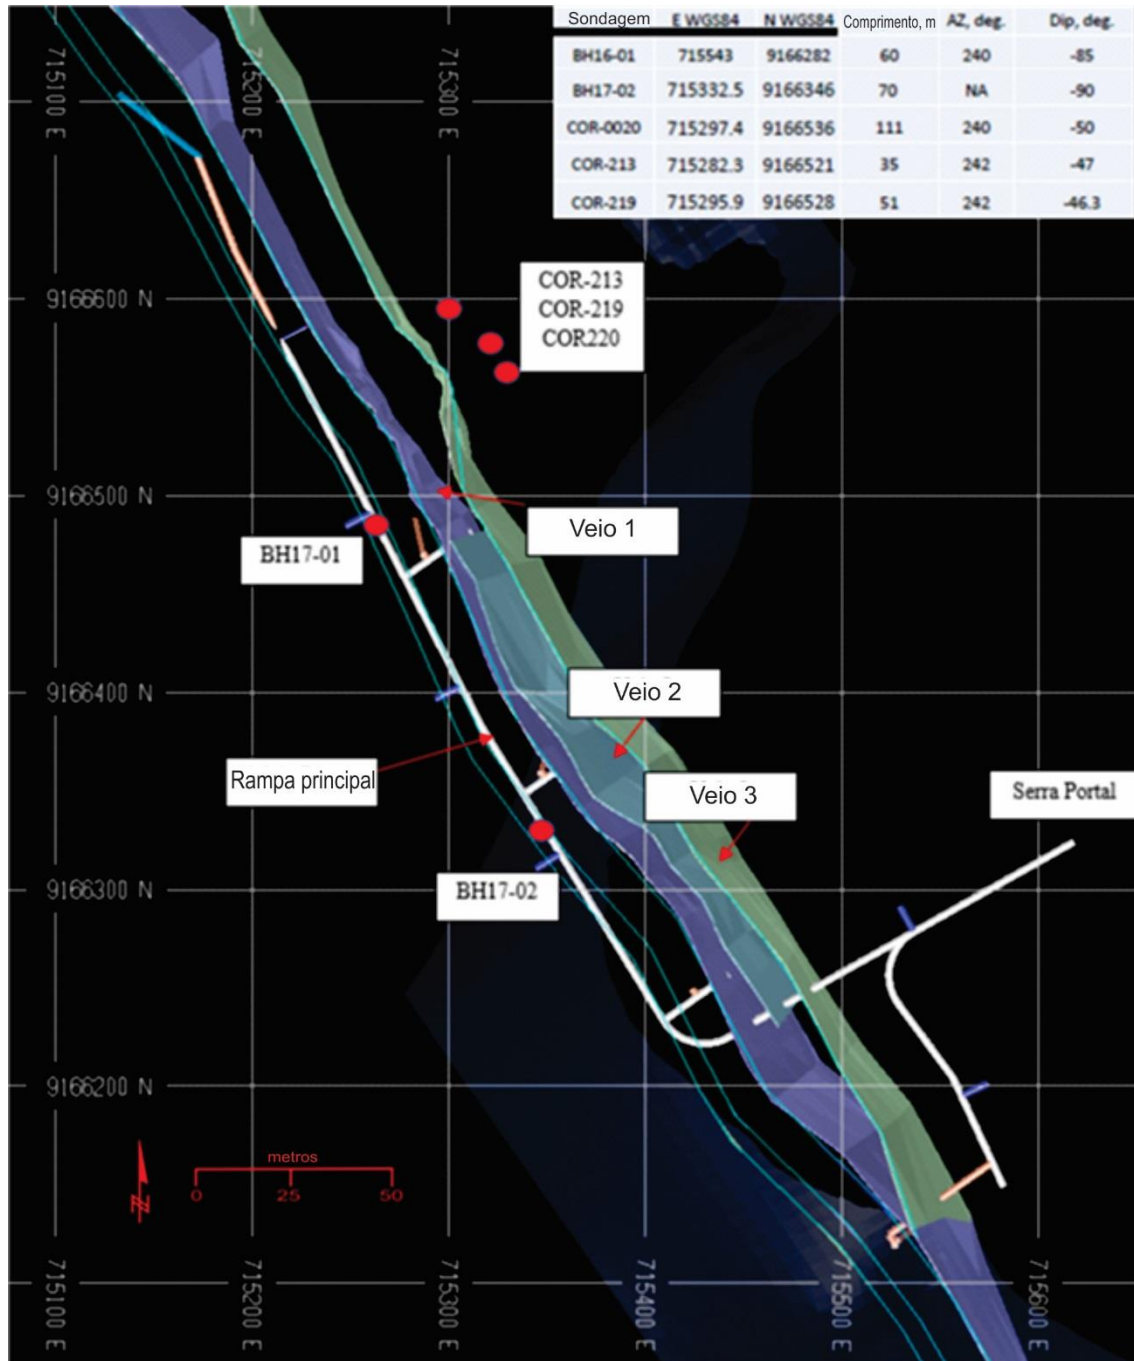 Sondagem E WGS84 N WGS84 Comprimento, m AZ, deg. Dip, deg.
BH16-01 715543 9166282 60 240 -85
BH17-02 715332.5 9166346 70 NA -90
COR-0020 715297.4 9166536 111 240 -50
COR-213 715282.3 9166521 35 242 -47
COR-219 715295.9 9166528 51 242 -46.3
715100 E
715200 E
715300 E
COR-213
COR-219
COR220
9166600 N
9166500 N
Veio 1
BH17-01
9166400 N
Veio 2
Rampa principal
Veio 3
Serra Portal
9166300 N
BH17-02
9166200 N
metros
0 25 50
N
715100 E
715200 E
715300 E
715400 E
715500 E
715600 E